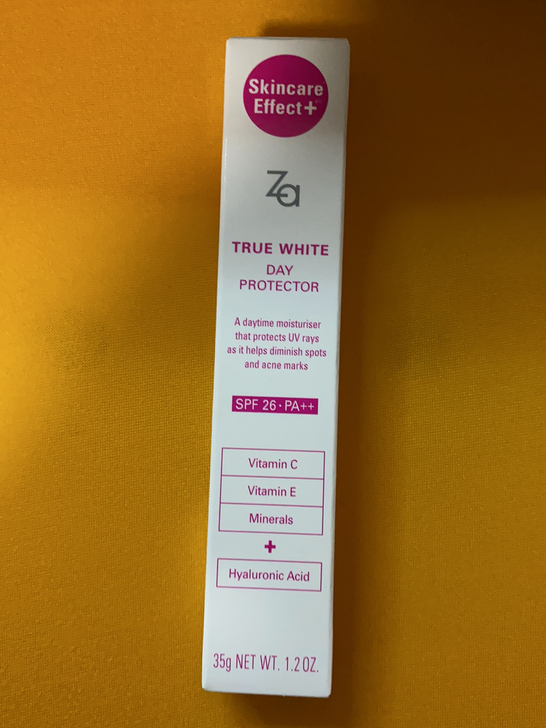 Skincare
Effect+
Za
TRUE WHITE
DAY
PROTECTOR
A daytime moisturiser
that protects UV rays
as it helps diminish spots
and acne marks
SPF 26·PA++
Vitamin C
Vitamin E
Minerals
+
Hyaluronic Acid
35g NET WT. 1.2 OZ.